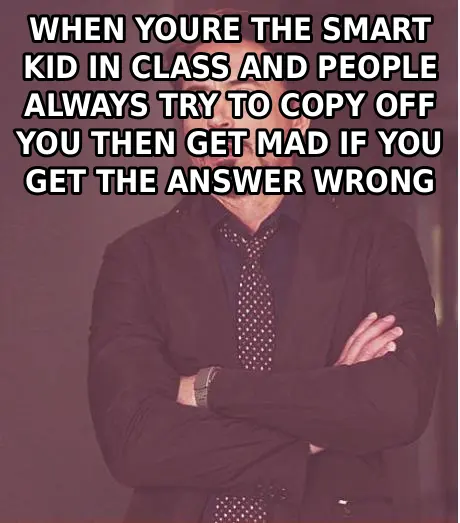 WHEN YOURE THE SMART
KID IN CLASS AND PEOPLE
ALWAYS TRY TO COPY OFF
YOU THEN GET MAD IF YOU
GET THE ANSWER WRONG